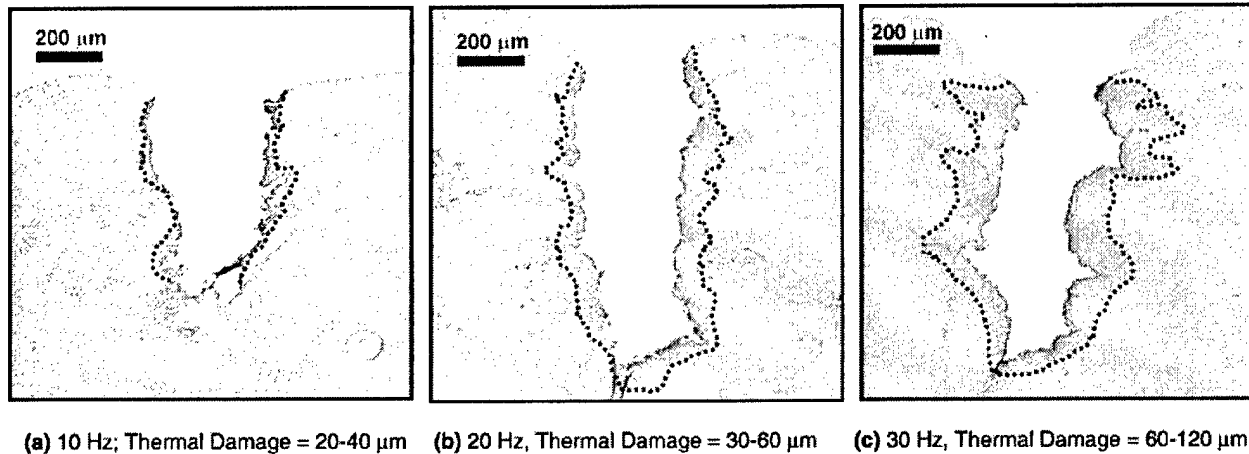 200 μm
200 μm
200 μm
(a) 10 Hz; Thermal Damage = 20-40 μm
(b) 20 Hz, Thermal Damage = 30-60 μm
(c) 30 Hz, Thermal Damage = 60-120 μm